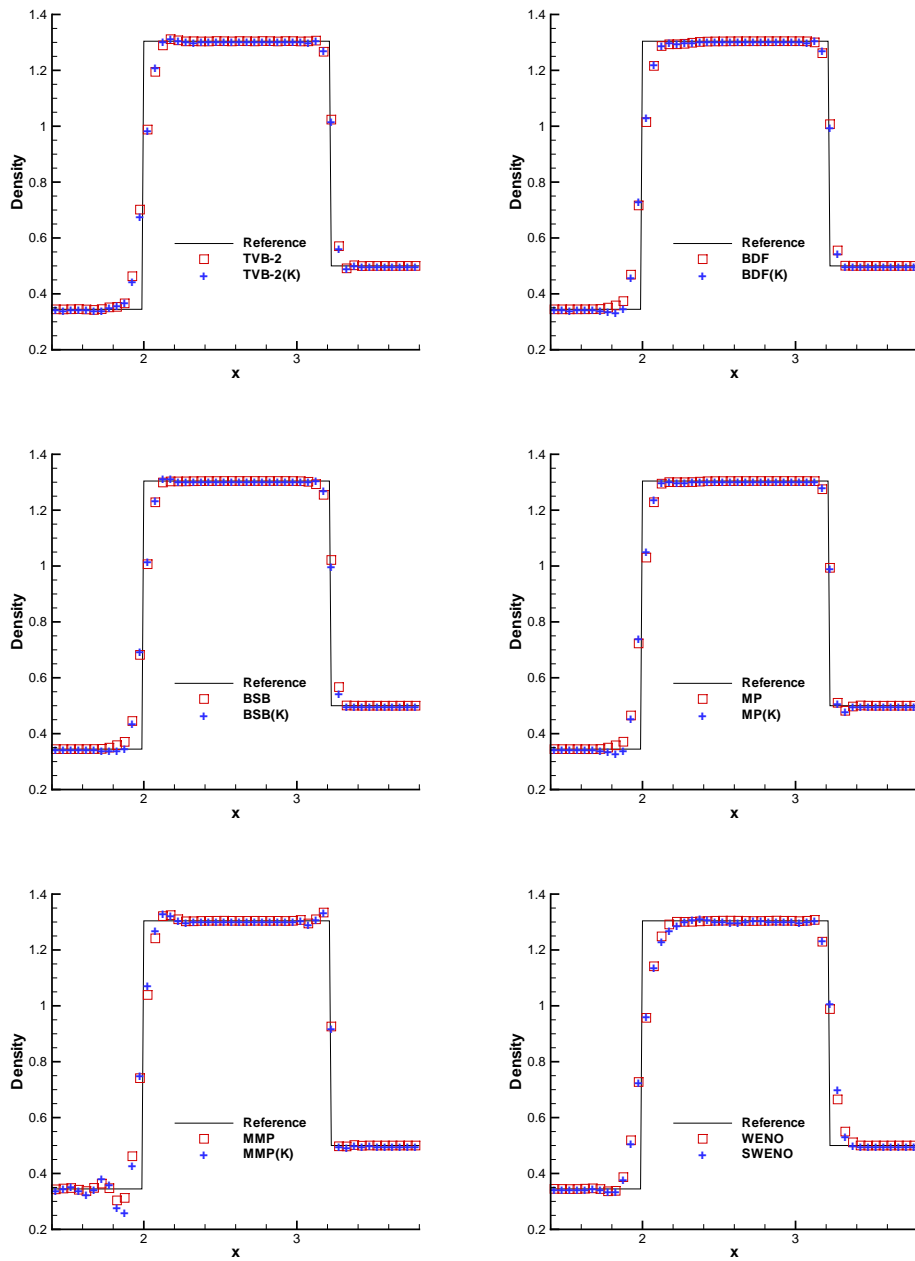 1.4
1.2
1
0.8
0.6
0.4
0.2
Density
2
3
x
Reference
TVB-2
TVB-2(K)
1.4
1.2
1
0.8
0.6
0.4
0.2
Density
2
3
x
Reference
BDF
BDF(K)
1.4
1.2
1
0.8
0.6
0.4
0.2
Density
2
3
x
Reference
BSB
BSB(K)
1.4
1.2
1
0.8
0.6
0.4
0.2
Density
2
3
x
Reference
MP
MP(K)
1.4
1.2
1
0.8
0.6
0.4
0.2
Density
2
3
x
Reference
MMP
MMP(K)
1.4
1.2
1
0.8
0.6
0.4
0.2
Density
2
3
x
Reference
WENO
SWENO